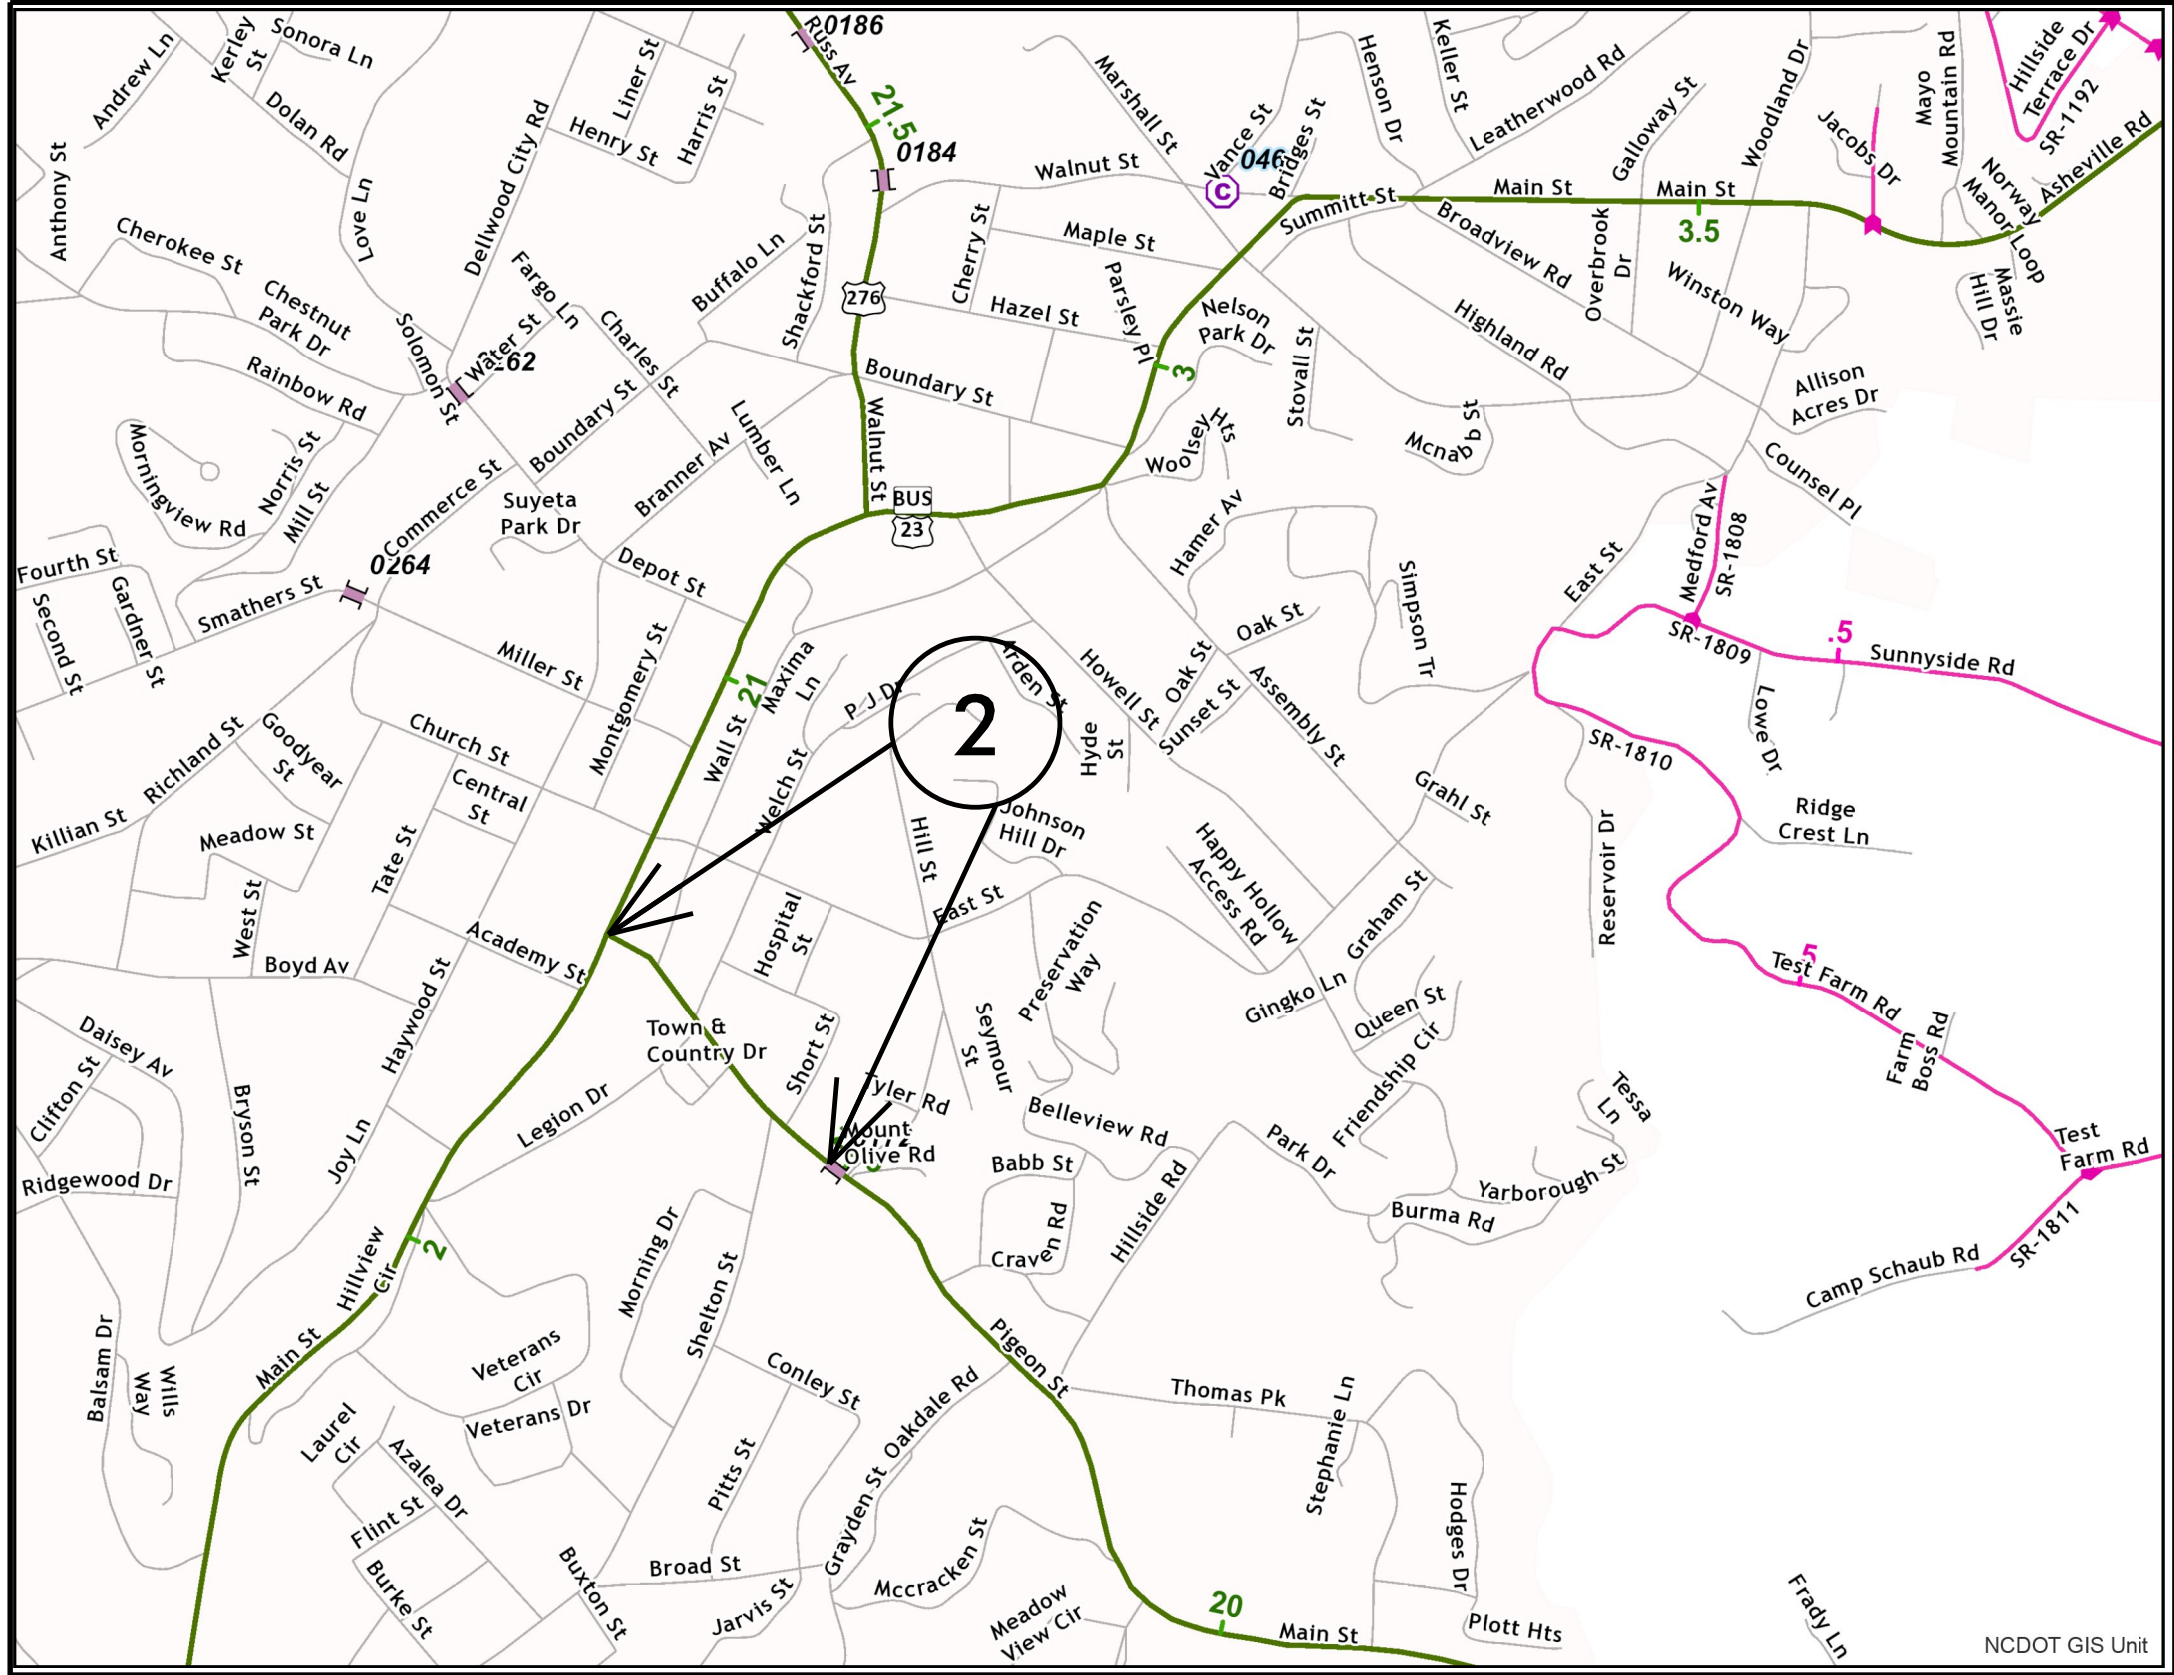 0186
Russ Av
Kerley
St
Sonora Ln
Andrew Ln
Dolan Rd
Liner St
Harris St
Henry St
21.5
0184
Marshall St
Henson Dr
Keller St
Leatherwood Rd
Galloway St
Woodland Dr
Mayo
Mountain Rd
Hillside
Terrace Dr
SR-1192
Jacobs Dr
Asheville Rd
Norway
Manor Loop
Anthony St
Love Ln
Dellwood City Rd
Walnut St
Vance St
046
Bridges St
C
Summitt St
Main St
Main St
3.5
Cherokee St
Chestnut
Park Dr
Fargo Ln
Buffalo Ln
Shackford St
Cherry St
Maple St
Broadview Rd
Overbrook
Dr
Winston Way
Massie
Hill Dr
276
Hazel St
Parsley Pl
Nelson
Park Dr
Highland Rd
Solomon St
Water St
Charles St
Stovall St
3
Rainbow Rd
Boundary St
Boundary St
Allison
Acres Dr
Morningview Rd
Norris St
Mill St
Commerce St
Lumber Ln
Branner Av
Walnut St
Woolsey
Hts
Mcnabb St
Counsel Pl
Suyeta
Park Dr
BUS
23
Hamer Av
Medford Av
SR-1808
Fourth St
0264
Depot St
Simpson Tr
East St
Second St
Gardner St
Smathers St
Oak St
Miller St
Montgomery St
21
Maxima
Ln
Arden St
Howell St
Oak St
Sunset St
Assembly St
SR-1809
.5
Sunnyside Rd
P J Dr
2
Hyde
St
Lowe Dr
SR-1810
Richland St
Goodyear
St
Church St
Wall St
Welch St
Central
St
Grahl St
Killian St
Meadow St
Tate St
Hill St
Johnson
Hill Dr
Happy Hollow
Access Rd
Reservoir Dr
Ridge
Crest Ln
West St
Academy St
Hospital
St
East St
Preservation
Way
Graham St
Boyd Av
Haywood St
Gingko Ln
Queen St
.5
Test Farm Rd
Farm
Boss Rd
Daisey Av
Clifton St
Town &
Country Dr
Short St
Seymour
St
Friendship Cir
Tessa
Ln
Bryson St
Legion Dr
Tyler Rd
Mount
Olive Rd
Belleview Rd
Park Dr
Test
Farm Rd
Ridgewood Dr
Joy Ln
Babb St
Yarborough St
Burma Rd
Hillview
Cir
2
Morning Dr
Shelton St
Craven Rd
Hillside Rd
Camp Schaub Rd
SR-1811
Balsam Dr
Wills
Way
Main St
Veterans
Cir
Veterans Dr
Conley St
Pigeon St
Oakdale Rd
Thomas Pk
Stephanie Ln
Laurel
Cir
Azalea Dr
Pitts St
Grayden St
Hodges Dr
Flint St
Burke St
Buxton St
Broad St
Jarvis St
Mccracken St
Meadow
View Cir
20
Main St
Plott Hts
Frady Ln
NCDOT GIS Unit